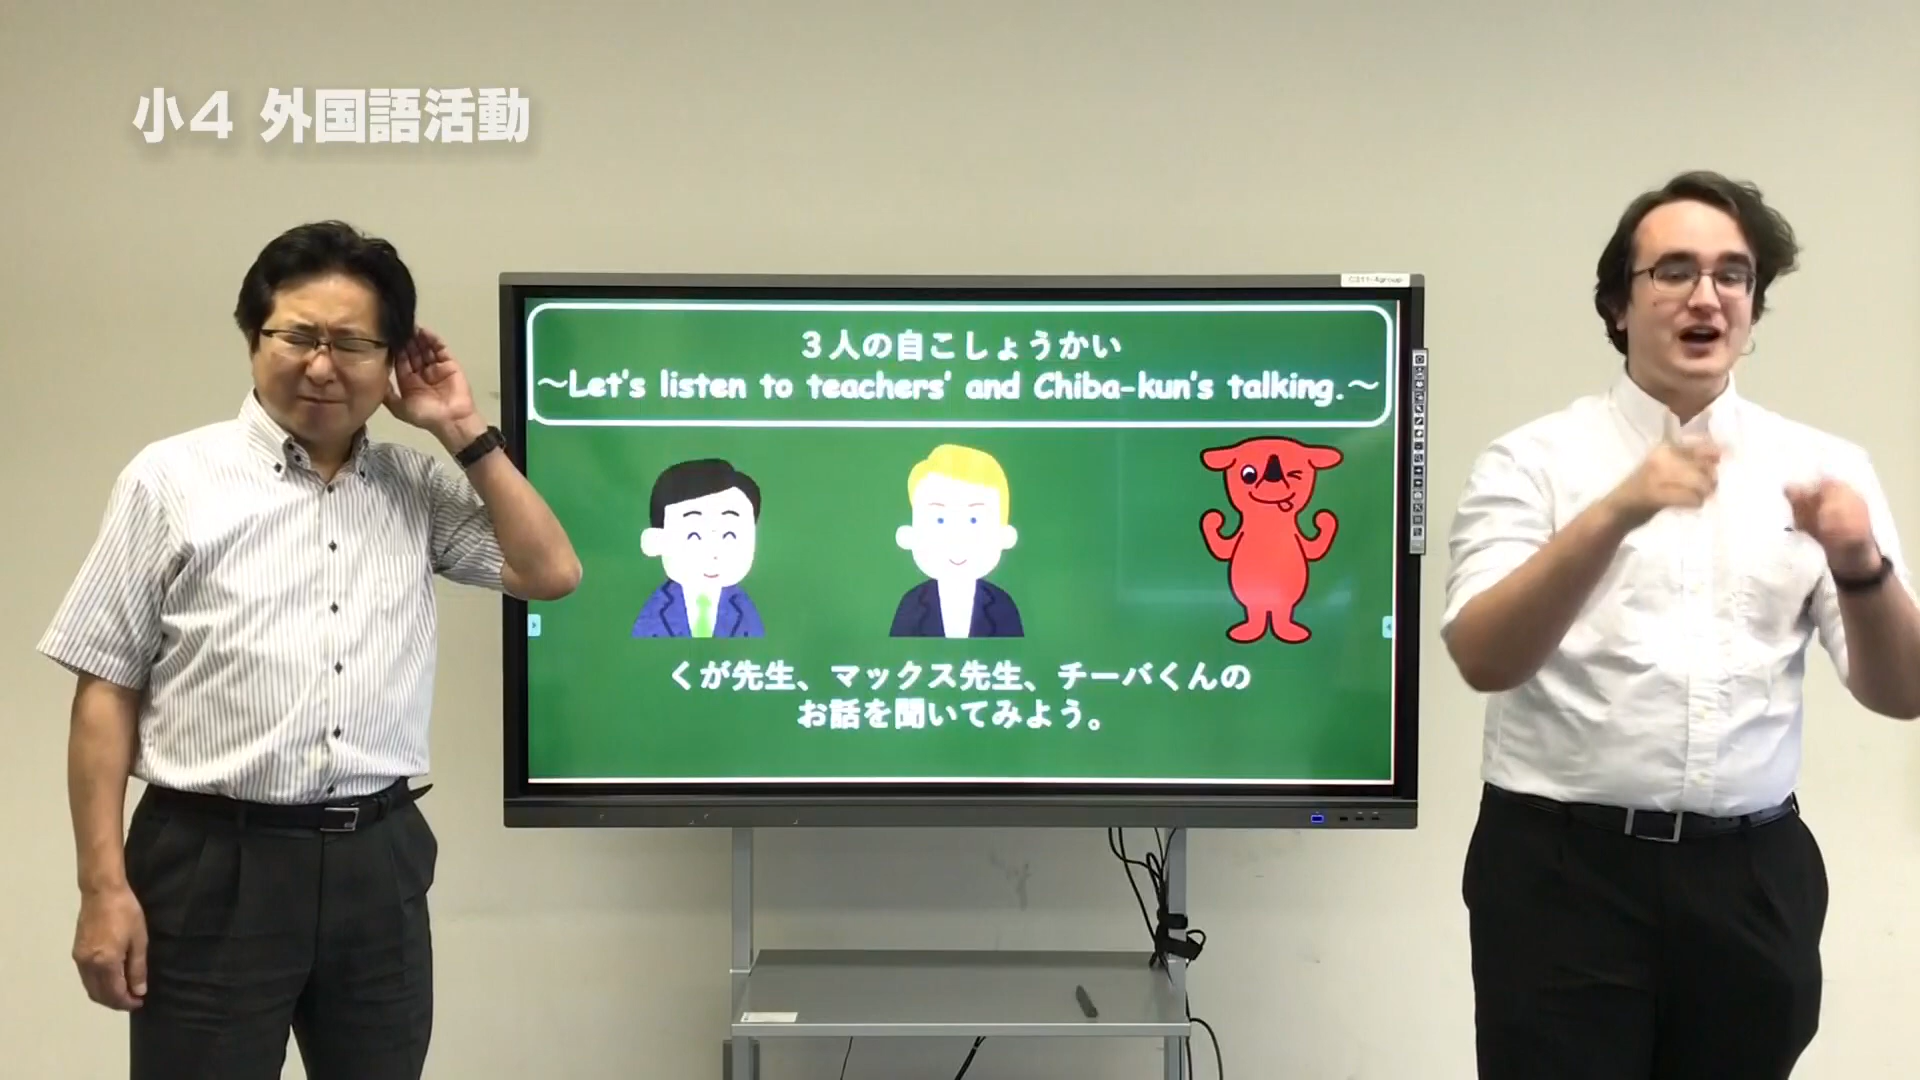 小4 外国語活動
3人の自こしょうかい
～Let's listen to teachers' and Chiba-kun's talking.～
くが先生、マックス先生、チーバくんの
お話を聞いてみよう。